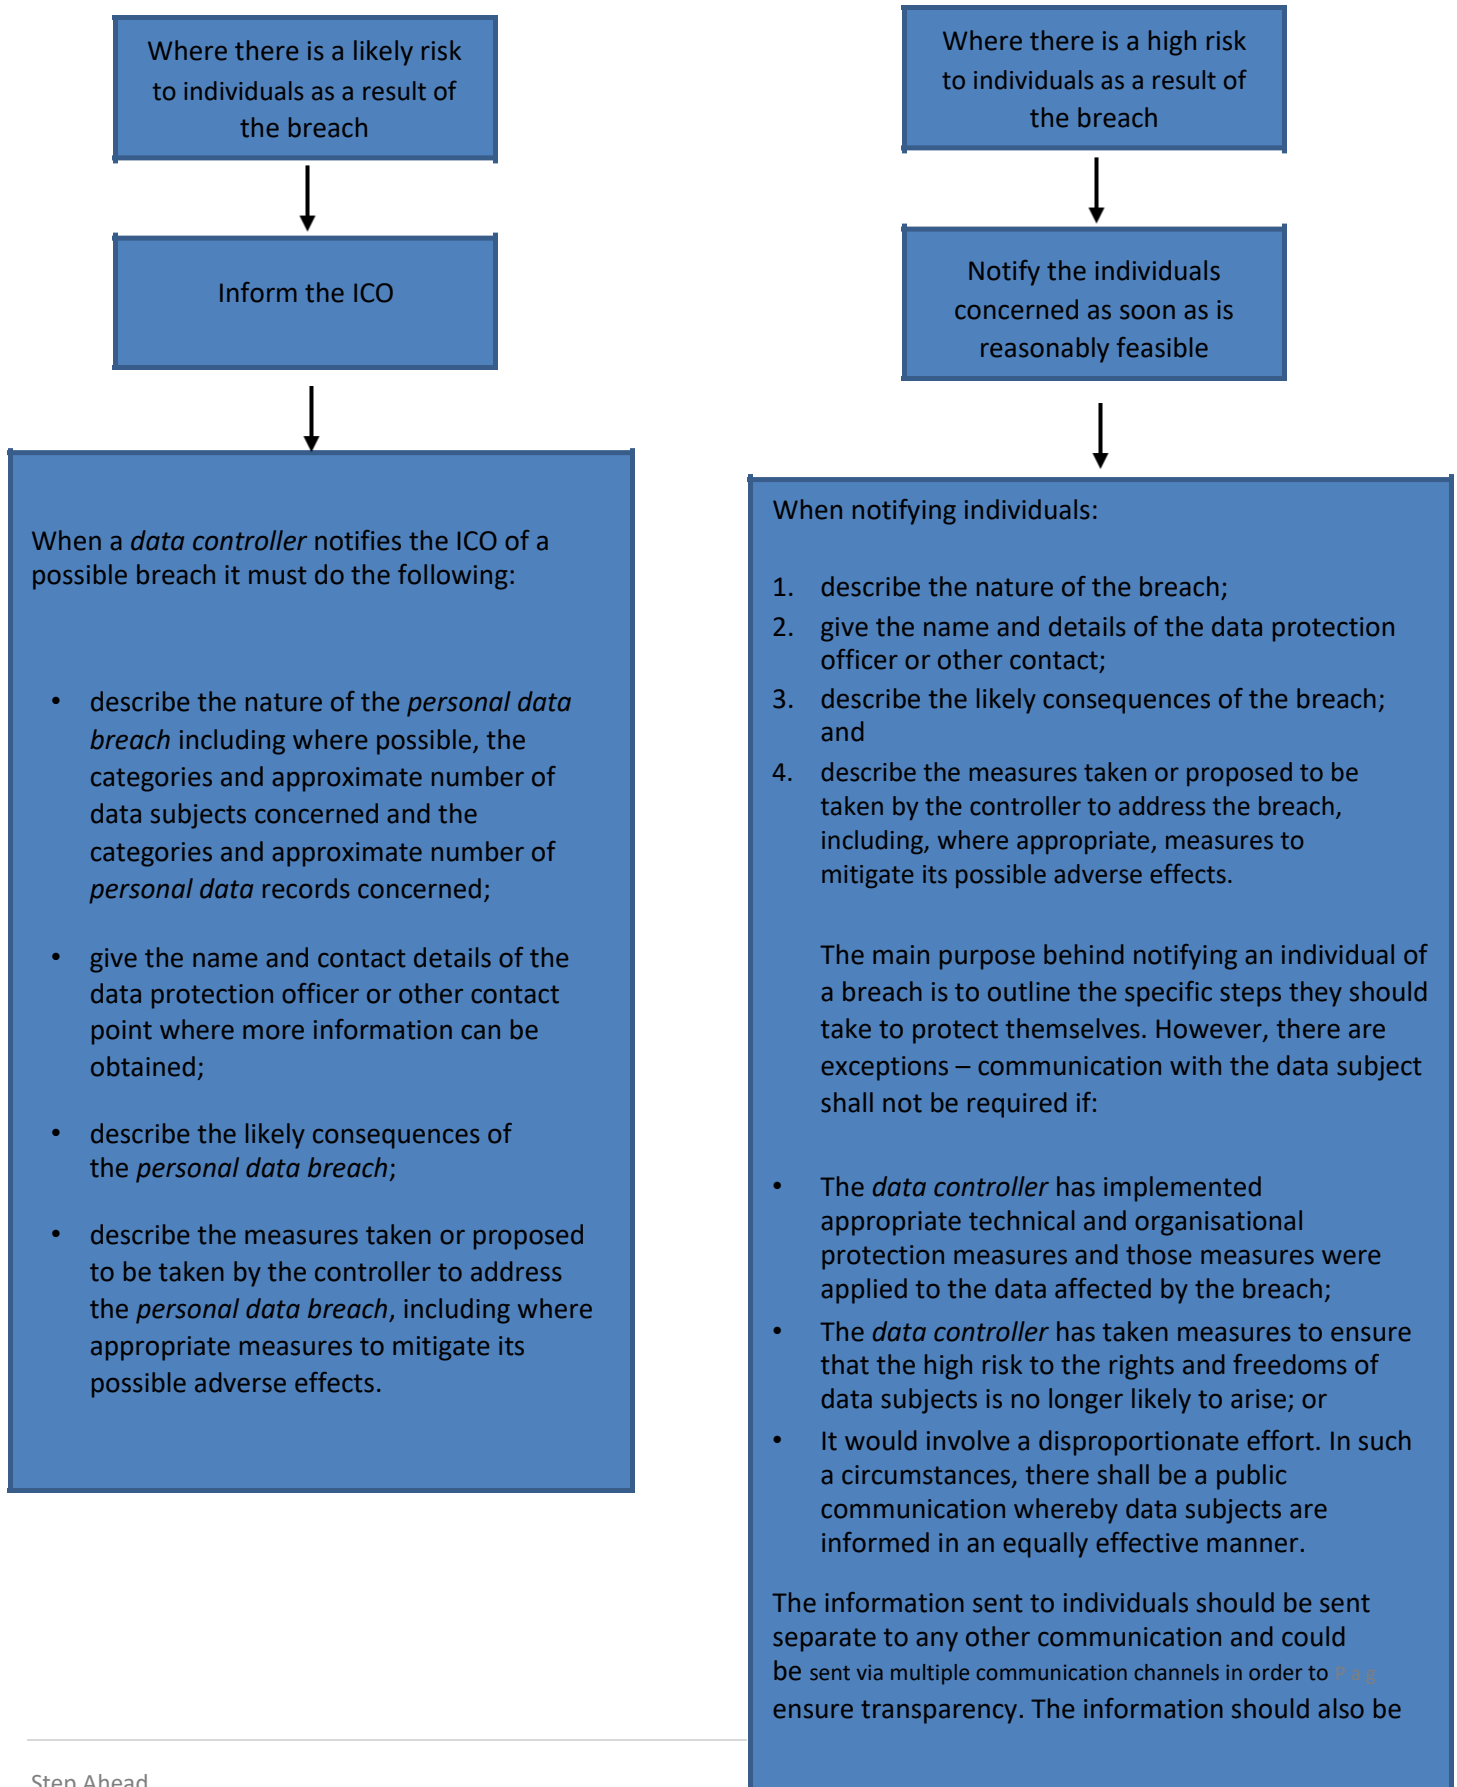 Where there is a likely risk
to individuals as a result of
the breach
Inform the ICO
When a data controller notifies the ICO of a
possible breach it must do the following:
• describe the nature of the personal data
breach including where possible, the
categories and approximate number of
data subjects concerned and the
categories and approximate number of
personal data records concerned;
• give the name and contact details of the
data protection officer or other contact
point where more information can be
obtained;
• describe the likely consequences of
the personal data breach;
• describe the measures taken or proposed
to be taken by the controller to address
the personal data breach, including where
appropriate measures to mitigate its
possible adverse effects.
Where there is a high risk
to individuals as a result of
the breach
Notify the individuals
concerned as soon as is
reasonably feasible
When notifying individuals:
1. describe the nature of the breach;
2. give the name and details of the data protection
officer or other contact;
3. describe the likely consequences of the breach;
and
4. describe the measures taken or proposed to be
taken by the controller to address the breach,
including, where appropriate, measures to
mitigate its possible adverse effects.
The main purpose behind notifying an individual of
a breach is to outline the specific steps they should
take to protect themselves. However, there are
exceptions – communication with the data subject
shall not be required if:
• The data controller has implemented
appropriate technical and organisational
protection measures and those measures were
applied to the data affected by the breach;
• The data controller has taken measures to ensure
that the high risk to the rights and freedoms of
data subjects is no longer likely to arise; or
• It would involve a disproportionate effort. In such
a circumstances, there shall be a public
communication whereby data subjects are
informed in an equally effective manner.
The information sent to individuals should be sent
separate to any other communication and could
be sent via multiple communication channels in order to P a g
ensure transparency. The information should also be
Step Ahead